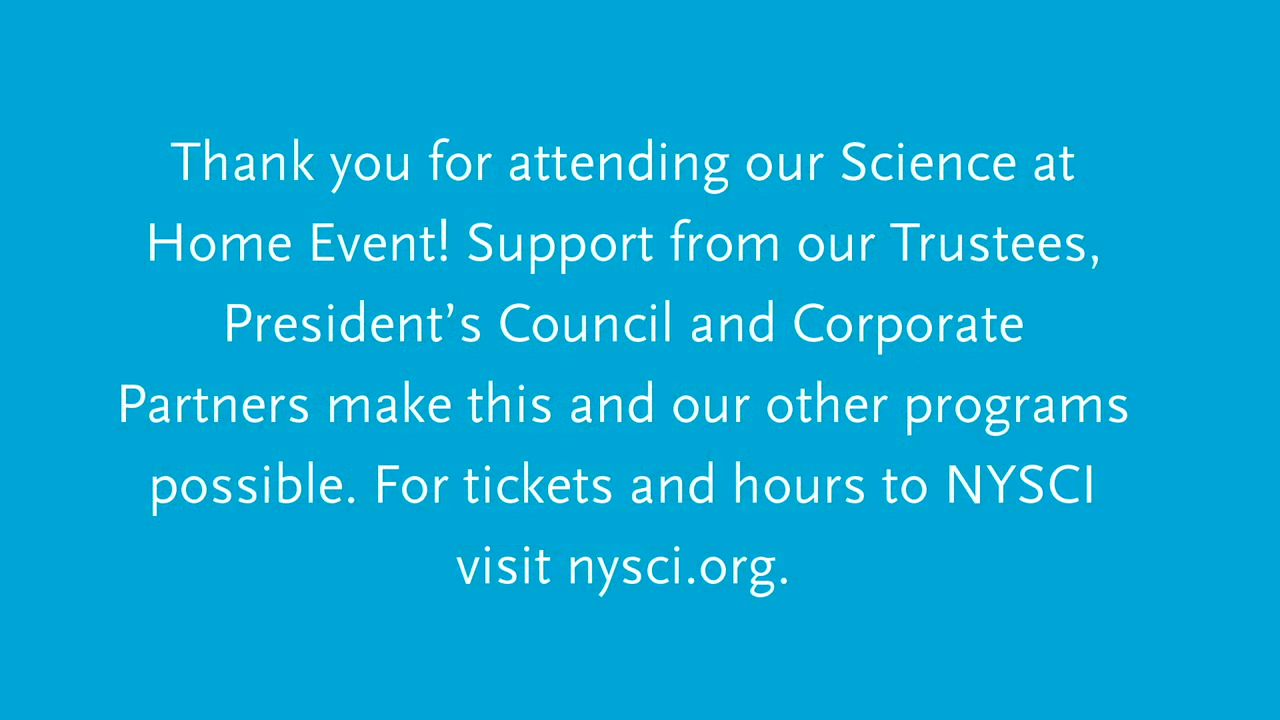 Thank you for attending our Science at
Home Event! Support from our Trustees,
President’s Council and Corporate
Partners make this and our other programs
possible. For tickets and hours to NYSCI
visit nysci.org.